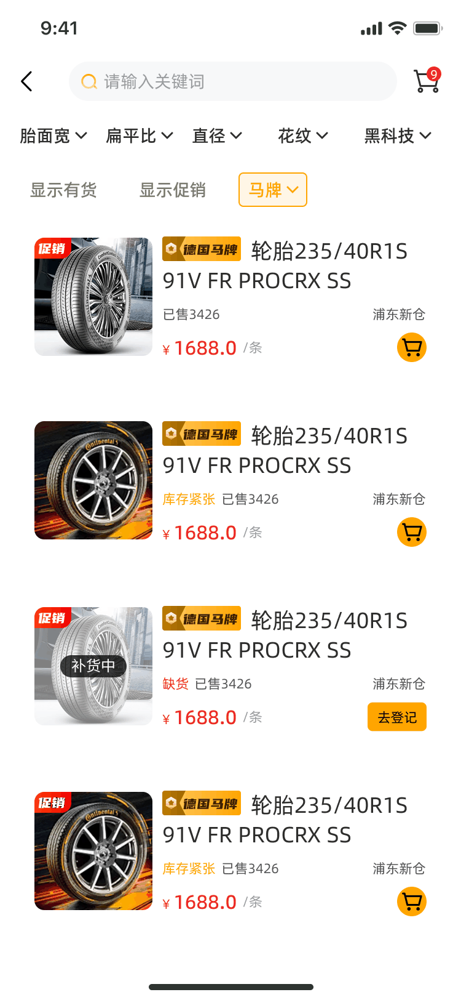 9:41
请输入关键词
9
胎面宽 扁平比 直径 花纹 黑科技
显示有货 显示促销 马牌
促销
德国马牌 轮胎235/40R1S
91V FR PROCRX SS
已售3426 浦东新仓
¥ 1688.0 /条
Continental
德国马牌 轮胎235/40R1S
91V FR PROCRX SS
库存紧张 已售3426 浦东新仓
¥ 1688.0 /条
促销
补货中
德国马牌 轮胎235/40R1S
91V FR PROCRX SS
缺货 已售3426 浦东新仓
¥ 1688.0 /条 去登记
促销
Continental
德国马牌 轮胎235/40R1S
91V FR PROCRX SS
库存紧张 已售3426 浦东新仓
¥ 1688.0 /条